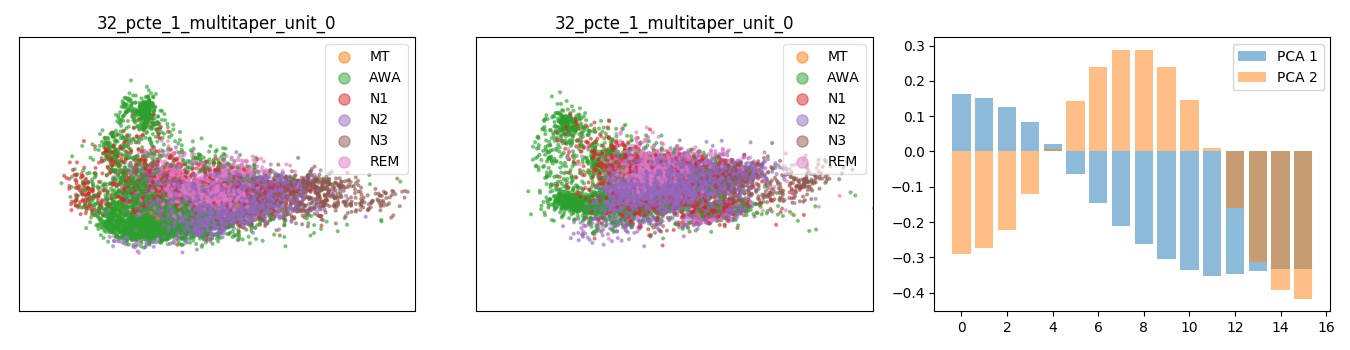 32_pcte_1_multitaper_unit_0
MT
AWA
N1
N2
N3
REM
32_pcte_1_multitaper_unit_0
MT
AWA
N1
N2
N3
REM
PCA 1
PCA 2
0.3
0.2
0.1
0.0
−0.1
−0.2
−0.3
−0.4
0 2 4 6 8 10 12 14 16